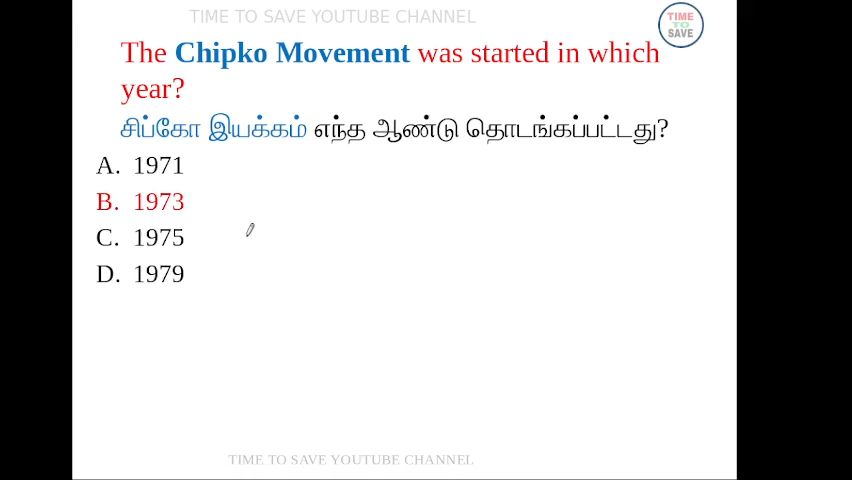 TIME TO SAVE YOUTUBE CHANNEL
TIME
TO
SAVE
The Chipko Movement was started in which
year?
சிப்கோ இயக்கம் எந்த ஆண்டு தொடங்கப்பட்டது?
A. 1971
B. 1973
C. 1975
D. 1979
TIME TO SAVE YOUTUBE CHANNEL